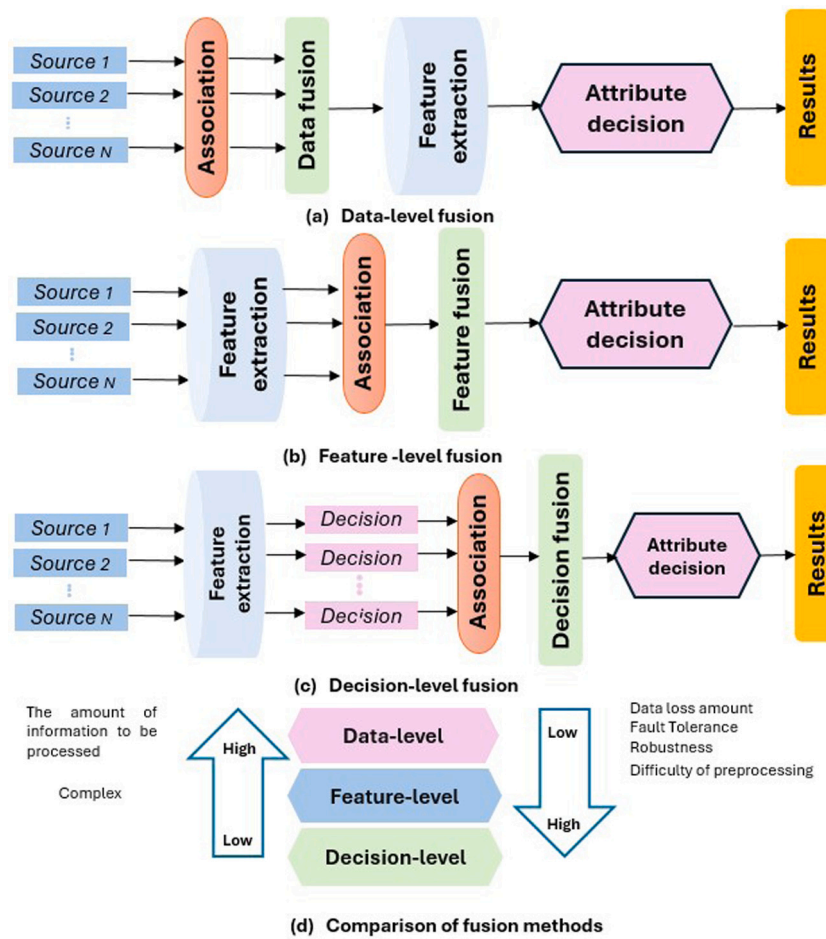 Source 1
Source 2
Source N
Association
Data fusion
Feature
extraction
Attribute
decision
Results
(a) Data-level fusion
Source 1
Source 2
Source N
Feature
extraction
Association
Feature fusion
Attribute
decision
Results
(b) Feature -level fusion
Source 1
Source 2
Source N
Feature
extraction
Decision
Decision
Decision
Association
Decision fusion
Attribute
decision
Results
(c) Decision-level fusion
The amount of
information to be
processed
Complex
High
Low
Data-level
Feature-level
Decision-level
Low
High
Data loss amount
Fault Tolerance
Robustness
Difficulty of preprocessing
(d) Comparison of fusion methods